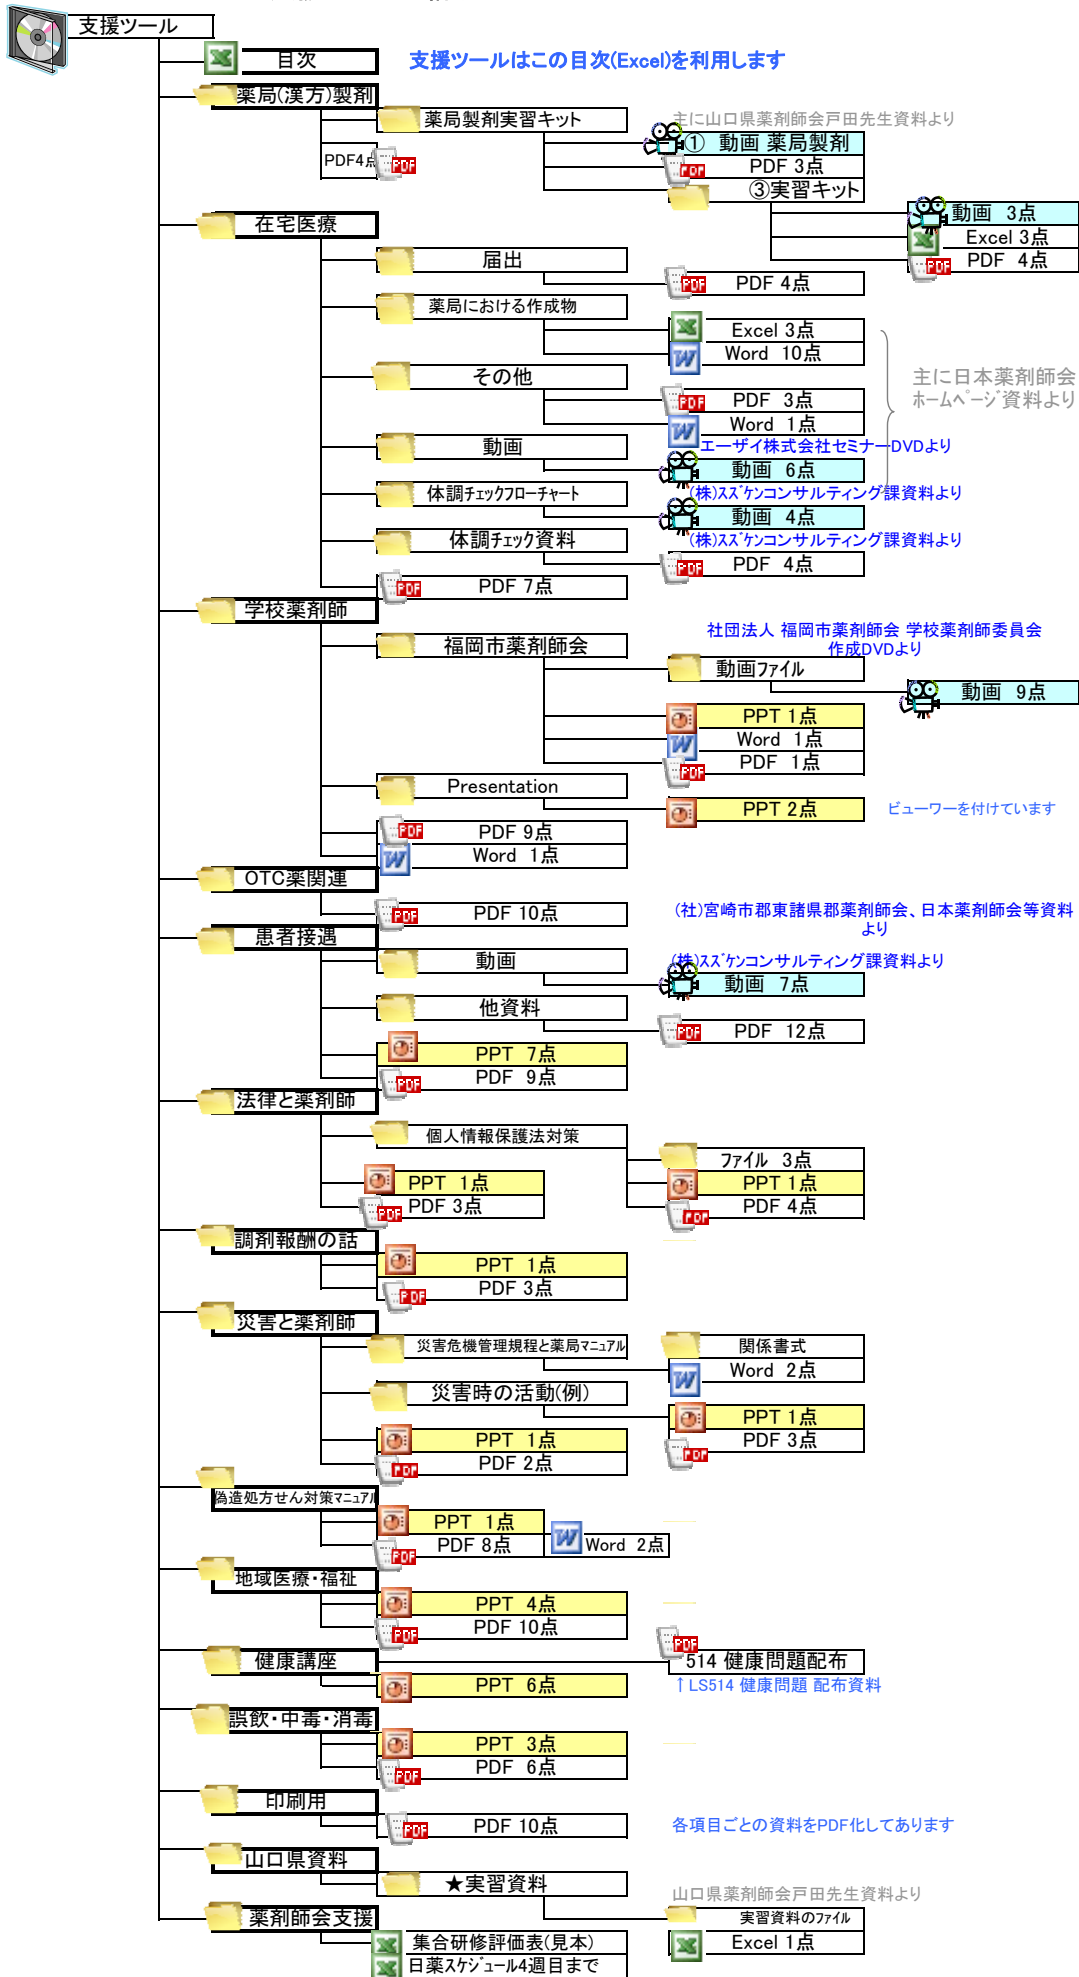 支援ツール
目次
支援ツールはこの目次(Excel)を利用します
薬局(漢方)製剤
薬局製剤実習キット
主に山口県薬剤師会戸田先生資料より
① 動画 薬局製剤
PDF4点
PDF 3点
③実習キット
動画 3点
Excel 3点
PDF 4点
在宅医療
届出
PDF 4点
薬局における作成物
Excel 3点
Word 10点
その他
PDF 3点
Word 1点
主に日本薬剤師会
ホームページ資料より
エーザイ株式会社セミナーDVDより
動画
動画 6点
(株)スズケンコンサルティング課資料より
体調チェックフローチャート
動画 4点
(株)スズケンコンサルティング課資料より
体調チェック資料
PDF 4点
PDF 7点
学校薬剤師
福岡市薬剤師会
社団法人 福岡市薬剤師会 学校薬剤師委員会
作成DVDより
動画ファイル
動画 9点
PPT 1点
Word 1点
PDF 1点
Presentation
PPT 2点
ビューワーを付けています
PDF 9点
Word 1点
OTC薬関連
PDF 10点
(社)宮崎市郡東諸県郡薬剤師会、日本薬剤師会等資料
より
患者接遇
(株)スズケンコンサルティング課資料より
動画
動画 7点
他資料
PDF 12点
PPT 7点
PDF 9点
法律と薬剤師
個人情報保護法対策
ファイル 3点
PPT 1点
PDF 4点
PPT 1点
PDF 3点
調剤報酬の話
PPT 1点
PDF 3点
災害と薬剤師
災害危機管理規程と薬局マニュアル
関係書式
Word 2点
災害時の活動(例)
PPT 1点
PDF 3点
PPT 1点
PDF 2点
偽造処方せん対策マニュアル
PPT 1点
PDF 8点
Word 2点
地域医療・福祉
PPT 4点
PDF 10点
健康講座
514 健康問題配布
↑LS514 健康問題 配布資料
PPT 6点
誤飲・中毒・消毒
PPT 3点
PDF 6点
印刷用
PDF 10点
各項目ごとの資料をPDF化してあります
山口県資料
★実習資料
山口県薬剤師会戸田先生資料より
実習資料のファイル
Excel 1点
薬剤師会支援
集合研修評価表(見本)
日薬スケジュール4週目まで